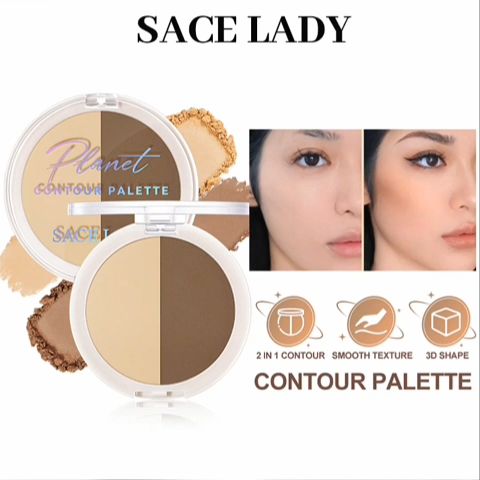 SACE LADY
Planet
CONTOUR PALETTE
SACE L
2 IN 1 CONTOUR
SMOOTH TEXTURE
3D SHAPE
CONTOUR PALETTE